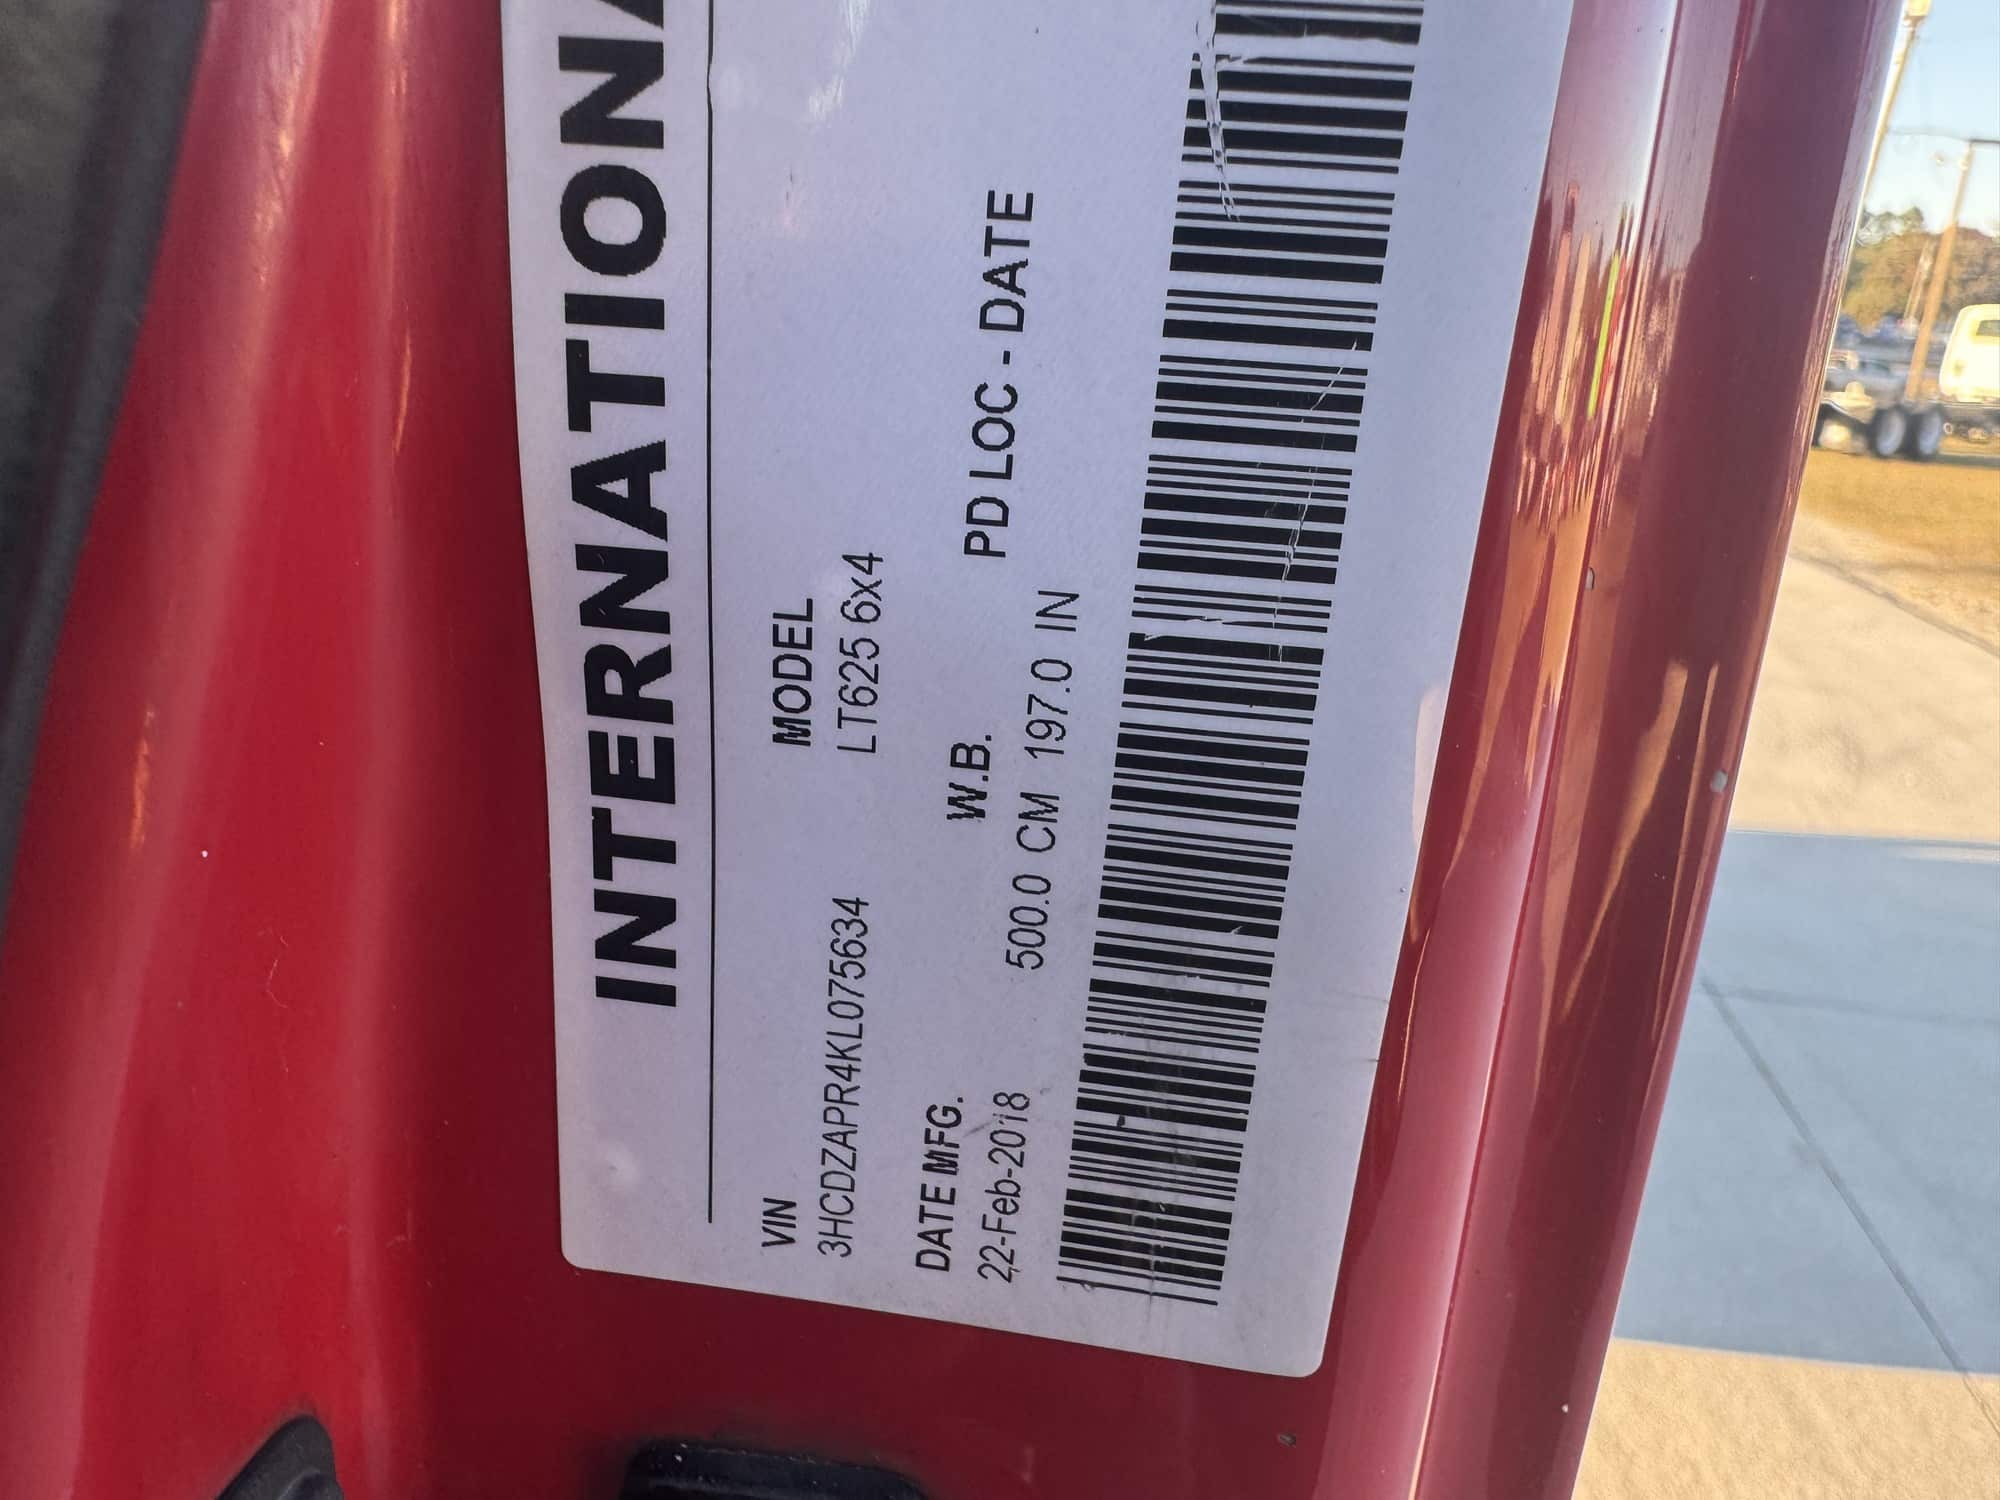 INTERNATIONA
VIN
MODEL
3HCDZAPR4KL075634
LT625 6x4
DATE MFG.
W.B.
PD LOC - DATE
22-Feb-2018
500.0 CM 197.0 IN